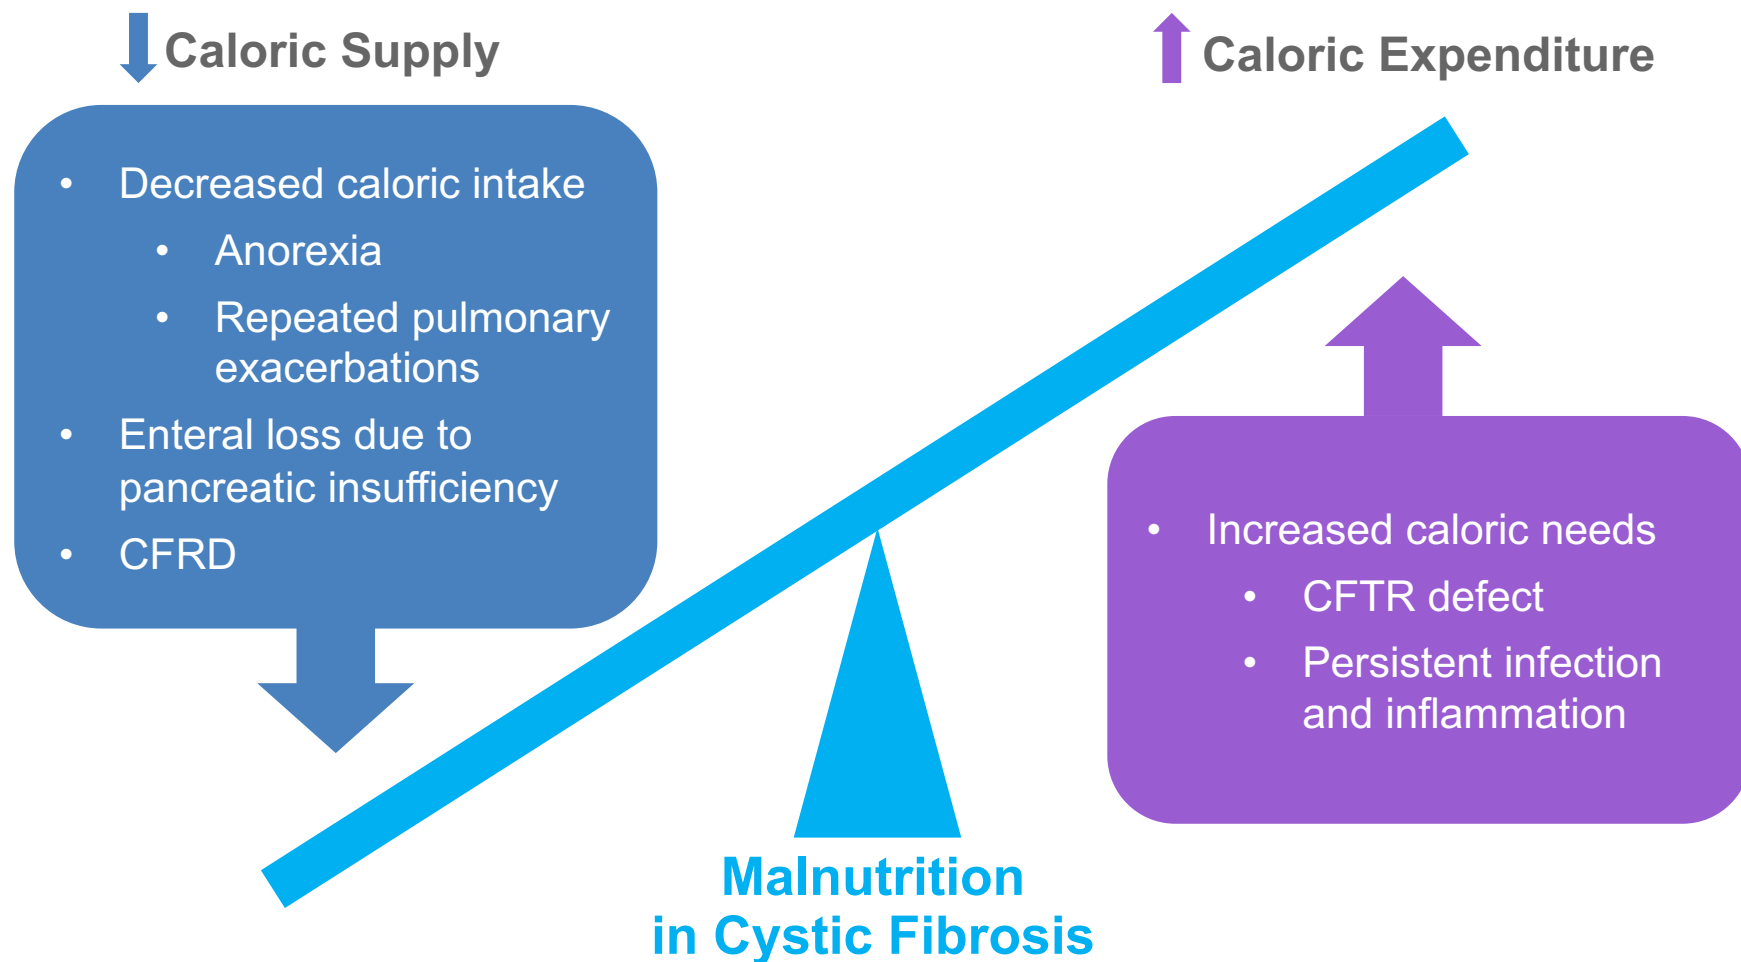 Caloric Supply
Caloric Expenditure
• Decreased caloric intake
• Anorexia
• Repeated pulmonary
exacerbations
• Enteral loss due to
pancreatic insufficiency
• CFRD
• Increased caloric needs
• CFTR defect
• Persistent infection
and inflammation
Malnutrition
in Cystic Fibrosis